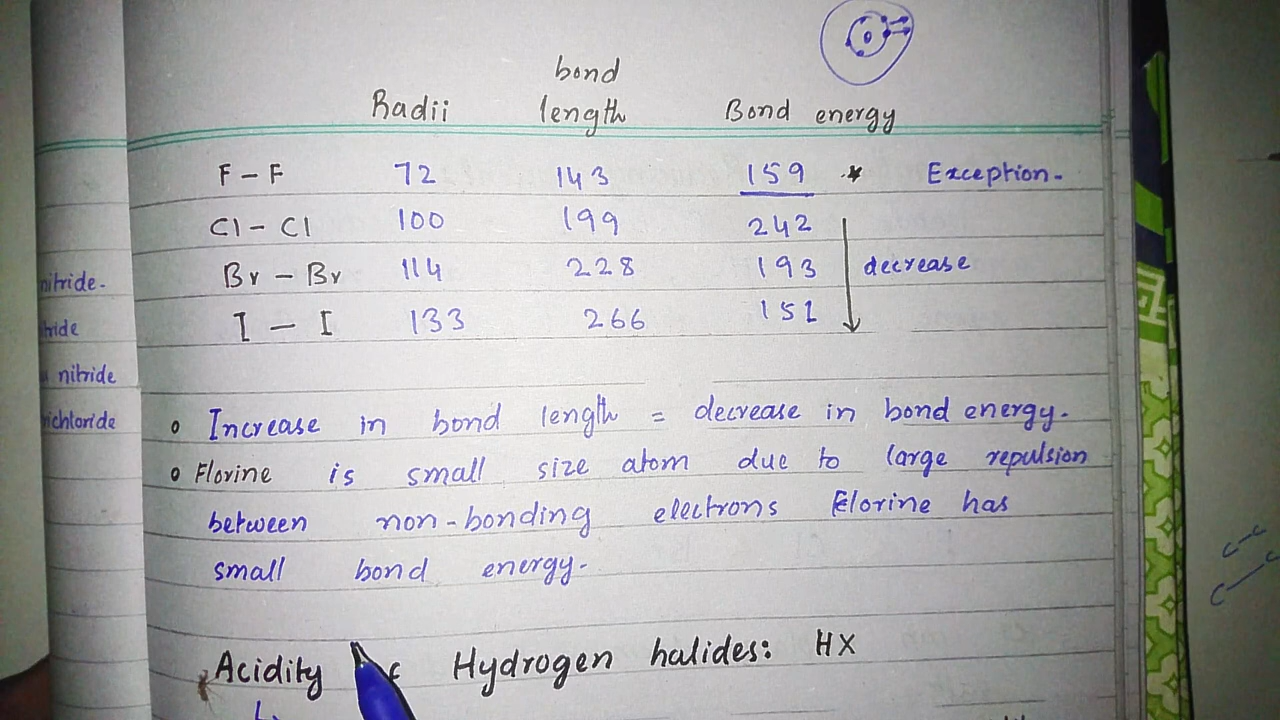 bond
Radii length Bond energy
F - F 72 143 159 * Exception.
Cl - Cl 100 199 242
Br - Br 114 228 193 decrease
I - I 133 266 151
nitride.
nitride
richloride
o Increase in bond length = decrease in bond energy.
o Florine is small size atom due to large repulsion
between non-bonding electrons Florine has
small bond energy.
Acidity Hydrogen halides: HX
C-C
C